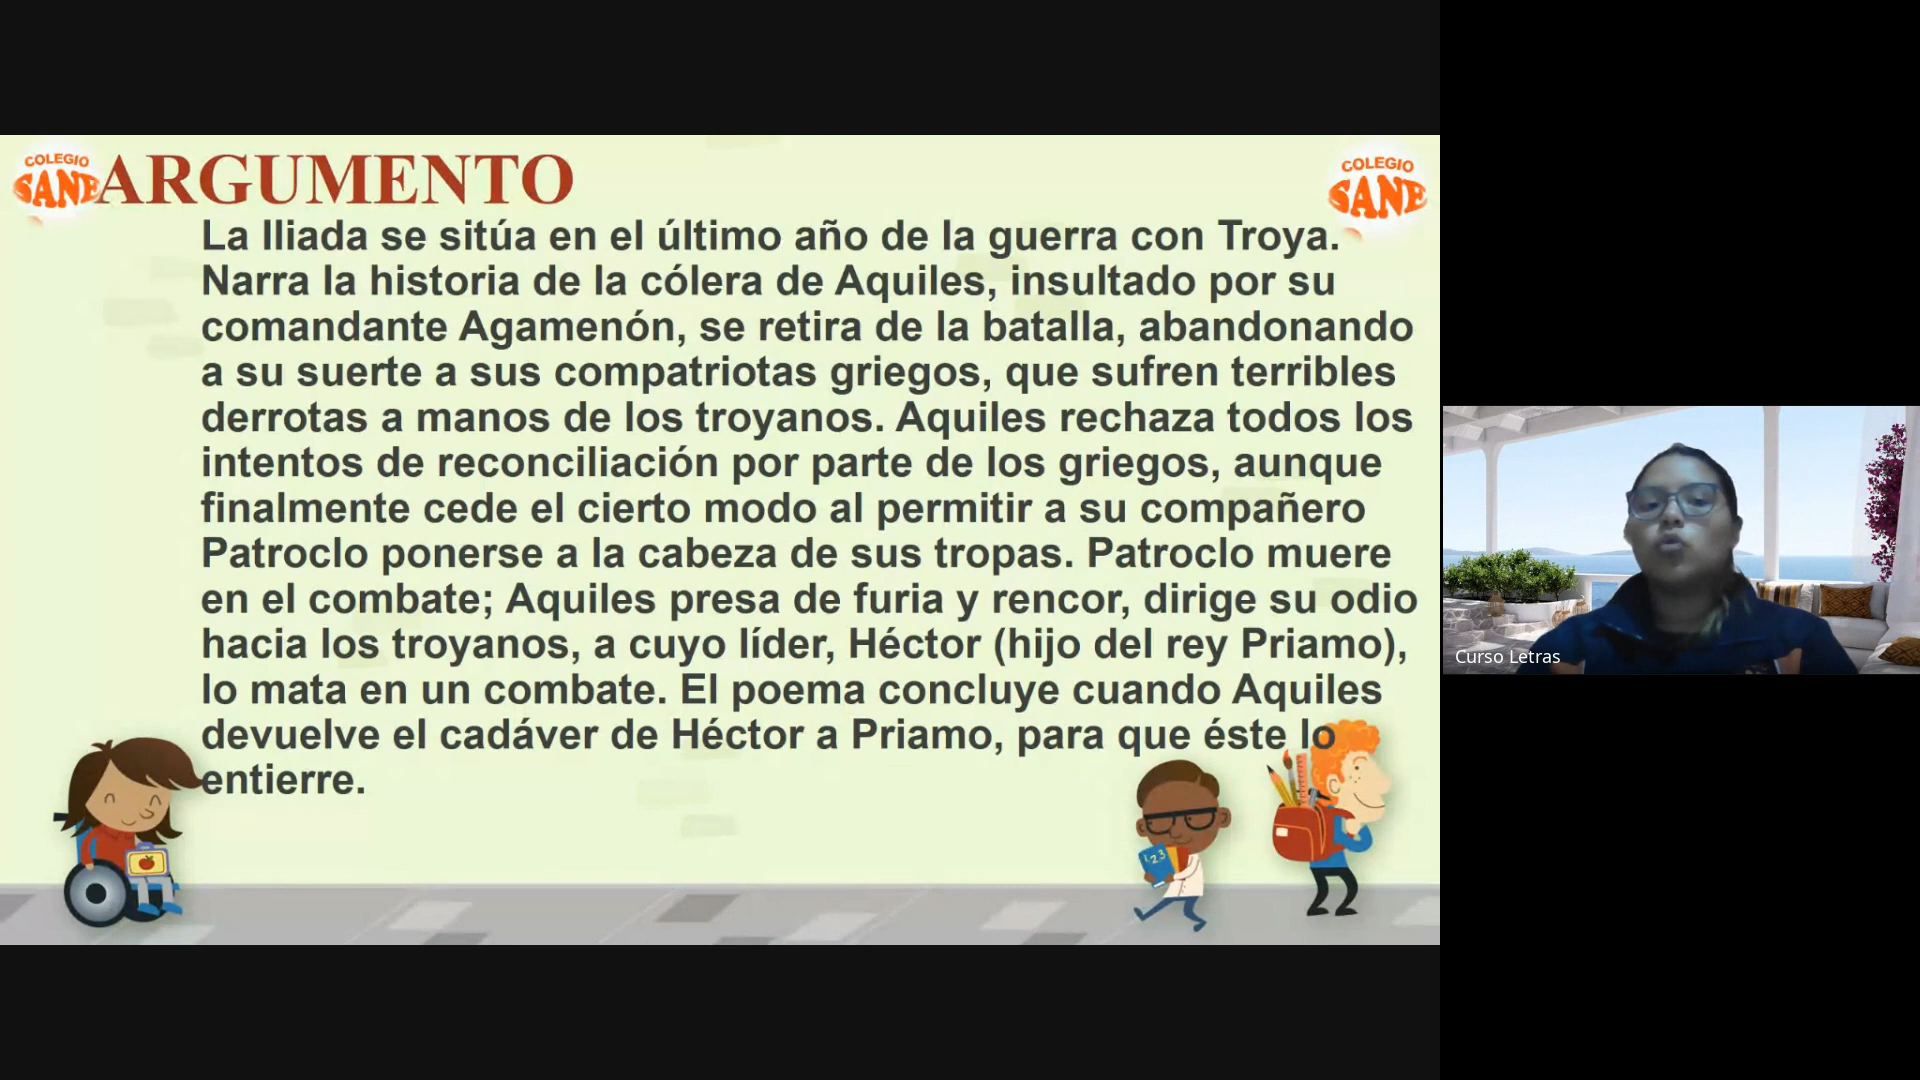 COLEGIO
SANE
ARGUMENTO
COLEGIO
SANE
La Iliada se sitúa en el último año de la guerra con Troya.
Narra la historia de la cólera de Aquiles, insultado por su
comandante Agamenón, se retira de la batalla, abandonando
a su suerte a sus compatriotas griegos, que sufren terribles
derrotas a manos de los troyanos. Aquiles rechaza todos los
intentos de reconciliación por parte de los griegos, aunque
finalmente cede el cierto modo al permitir a su compañero
Patroclo ponerse a la cabeza de sus tropas. Patroclo muere
en el combate; Aquiles presa de furia y rencor, dirige su odio
hacia los troyanos, a cuyo líder, Héctor (hijo del rey Priamo),
lo mata en un combate. El poema concluye cuando Aquiles
devuelve el cadáver de Héctor a Priamo, para que éste lo
entierre.
123
Curso Letras